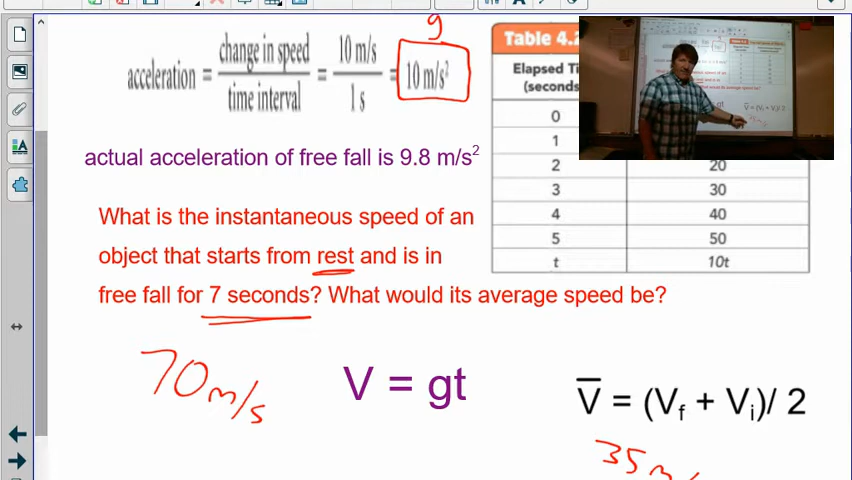 g
acceleration = change in speed / time interval = 10 m/s / 1 s = 10 m/s²
actual acceleration of free fall is 9.8 m/s²
What is the instantaneous speed of an
object that starts from rest and is in
free fall for 7 seconds? What would its average speed be?
70 m/s
V = gt
V̅ = (Vf + Vi)/ 2
35 m/
Table 4.2
Elapsed Ti
(seconds
0
1
2 20
3 30
4 40
5 50
t 10t